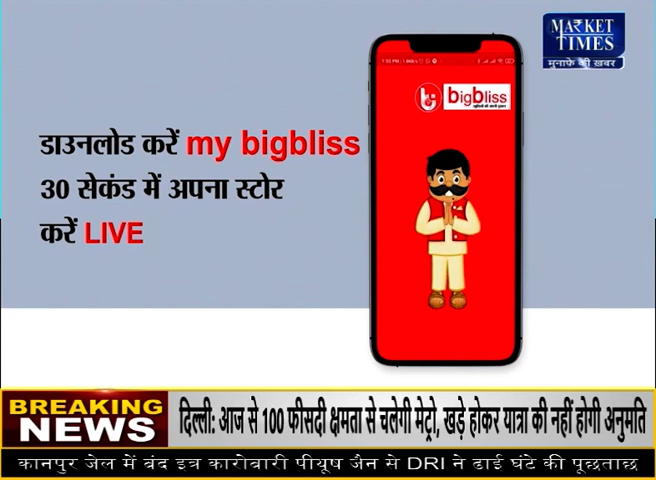 MARKET
TIMES
मुनाफे की ख़बर
bigbliss
डाउनलोड करें my bigbliss
30 सेकंड में अपना स्टोर
करें LIVE
BREAKING
NEWS
दिल्ली: आज से 100 फीसदी क्षमता से चलेगी मेट्रो, खड़े होकर यात्रा की नहीं होगी अनुमति
कानपुर जेल में बंद इत्र कारोबारी पीयूष जैन से DRI ने ढाई घंटे की पूछताछ